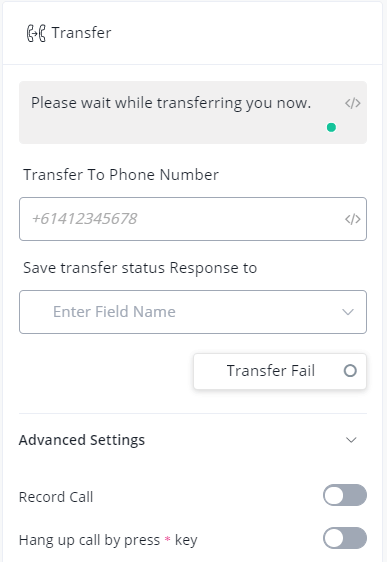 Transfer
Please wait while transferring you now. </>
Transfer To Phone Number
+61412345678 </>
Save transfer status Response to
Enter Field Name
Transfer Fail
Advanced Settings
Record Call
Hang up call by press * key